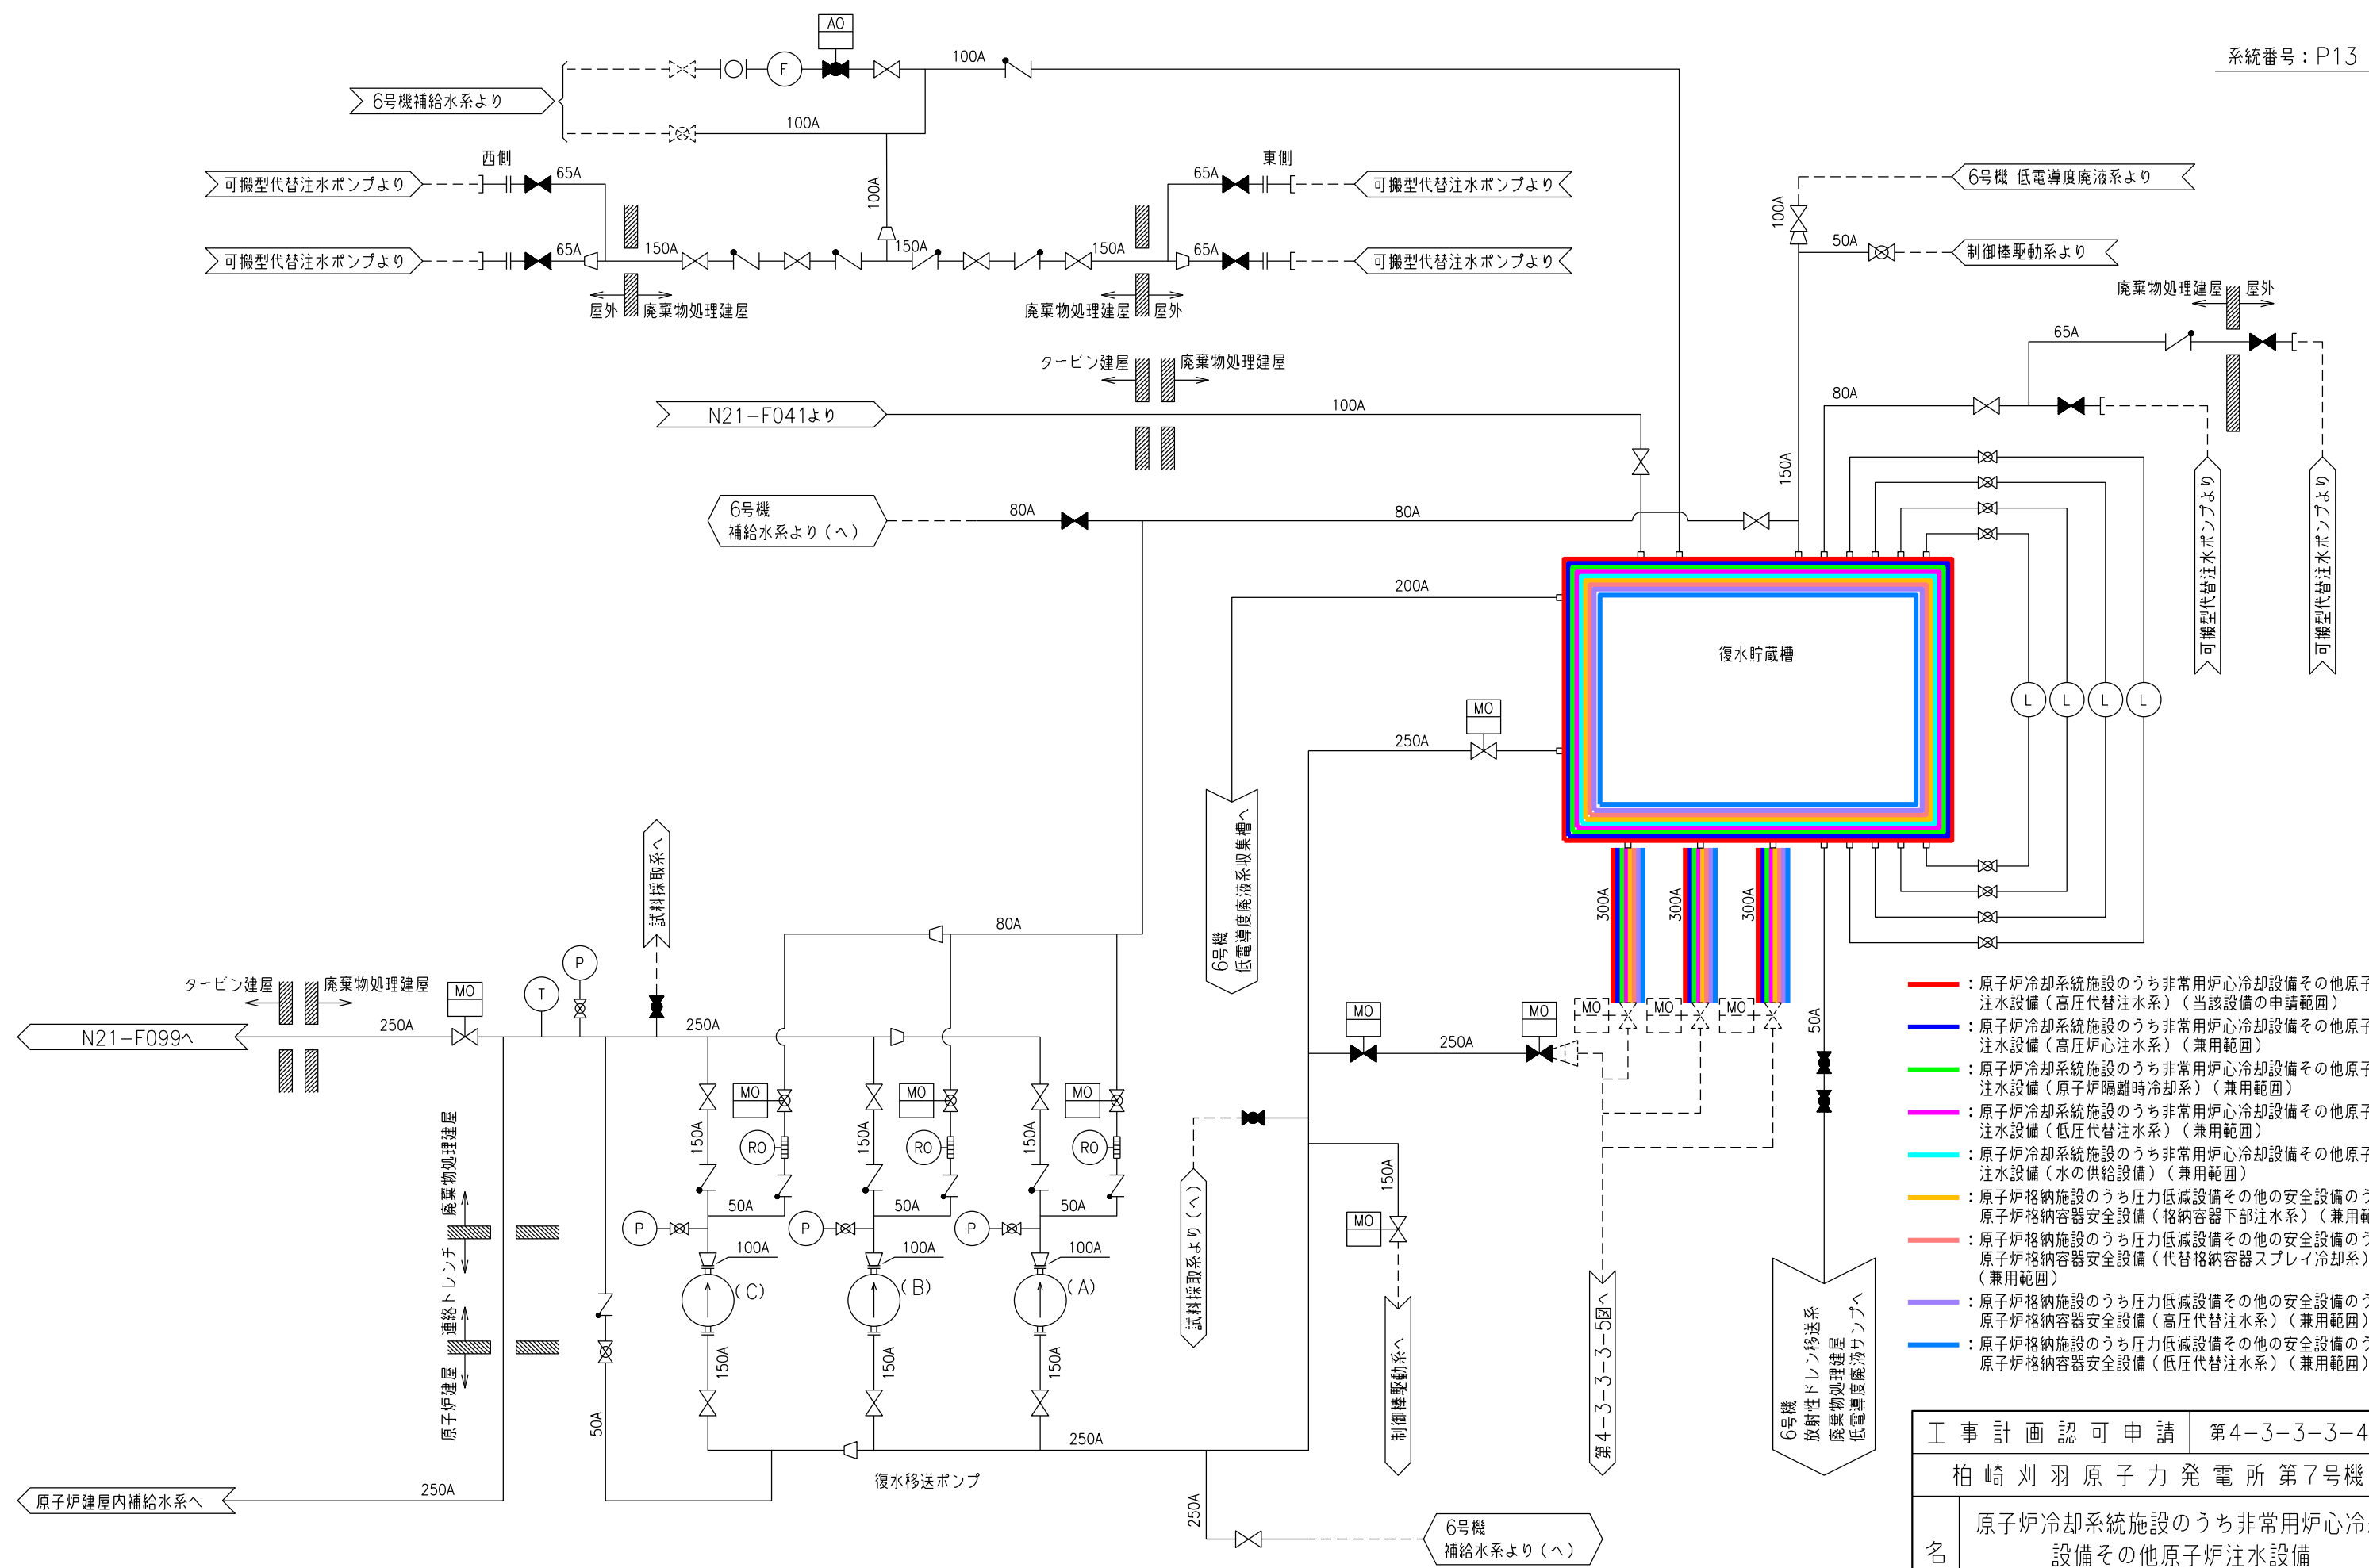 系統番号：P13
AO
100A
F
6号機補給水系より
100A
西側
東側
65A
65A
可搬型代替注水ポンプより
可搬型代替注水ポンプより
6号機 低電導度廃液系より
100A
100A
50A
制御棒駆動系より
可搬型代替注水ポンプより
65A
150A
150A
150A
65A
可搬型代替注水ポンプより
屋外
廃棄物処理建屋
廃棄物処理建屋
屋外
廃棄物処理建屋
屋外
65A
タービン建屋
廃棄物処理建屋
80A
N21-F041より
100A
150A
可搬型代替注水ポンプより
可搬型代替注水ポンプより
6号機
補給水系より（へ）
80A
80A
200A
復水貯蔵槽
L
L
L
L
MO
250A
6号機
低電導度廃液系収集槽へ
試料採取系へ
80A
300A
300A
300A
タービン建屋
廃棄物処理建屋
MO
T
P
N21-F099へ
250A
250A
MO
MO
250A
MO
MO
MO
50A
MO
MO
MO
150A
150A
150A
RO
RO
RO
50A
50A
50A
P
P
P
100A
100A
100A
(C)
(B)
(A)
150A
150A
150A
廃棄物処理建屋
連絡トレンチ
原子炉建屋
50A
試料採取系より（へ）
150A
MO
制御棒駆動系へ
第4-3-3-3-5図へ
6号機
放射性ドレン移送系
廃棄物処理建屋
低電導度廃液サンプへ
250A
復水移送ポンプ
原子炉建屋内補給水系へ
250A
250A
6号機
補給水系より（へ）
：原子炉冷却系統施設のうち非常用炉心冷却設備その他原子
注水設備（高圧代替注水系）（当該設備の申請範囲）
：原子炉冷却系統施設のうち非常用炉心冷却設備その他原子
注水設備（高圧炉心注水系）（兼用範囲）
：原子炉冷却系統施設のうち非常用炉心冷却設備その他原子
注水設備（原子炉隔離時冷却系）（兼用範囲）
：原子炉冷却系統施設のうち非常用炉心冷却設備その他原子
注水設備（低圧代替注水系）（兼用範囲）
：原子炉冷却系統施設のうち非常用炉心冷却設備その他原子
注水設備（水の供給設備）（兼用範囲）
：原子炉格納施設のうち圧力低減設備その他の安全設備のう
原子炉格納容器安全設備（格納容器下部注水系）（兼用範
：原子炉格納施設のうち圧力低減設備その他の安全設備のう
原子炉格納容器安全設備（代替格納容器スプレイ冷却系）
（兼用範囲）
：原子炉格納施設のうち圧力低減設備その他の安全設備のう
原子炉格納容器安全設備（高圧代替注水系）（兼用範囲）
：原子炉格納施設のうち圧力低減設備その他の安全設備のう
原子炉格納容器安全設備（低圧代替注水系）（兼用範囲）
工事計画認可申請
第4-3-3-3-4
柏崎刈羽原子力発電所第7号機
名
原子炉冷却系統施設のうち非常用炉心冷
設備その他原子炉注水設備